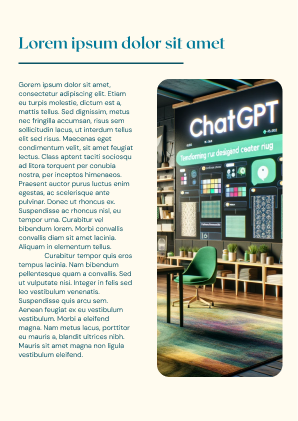 Lorem ipsum dolor sit amet
Gorem ipsum dolor sit amet,
consectetur adipiscing elit. Etiam
eu turpis molestie, dictum est a,
mattis tellus. Sed dignissim, metus
nec fringilla accumsan, risus sem
sollicitudin lacus, ut interdum tellus
elit sed risus. Maecenas eget
condimentum velit, sit amet feugiat
lectus. Class aptent taciti sociosqu
ad litora torquent per conubia
nostra, per inceptos himenaeos.
Praesent auctor purus luctus enim
egestas, ac scelerisque ante
pulvinar. Donec ut rhoncus ex.
Suspendisse ac rhoncus nisl, eu
tempor urna. Curabitur vel
bibendum lorem. Morbi convallis
convallis diam sit amet lacinia.
Aliquam in elementum tellus.
Curabitur tempor quis eros
tempus lacinia. Nam bibendum
pellentesque quam a convallis. Sed
ut vulputate nisi. Integer in felis sed
leo vestibulum venenatis.
Suspendisse quis arcu sem.
Aenean feugiat ex eu vestibulum
vestibulum. Morbi a eleifend
magna. Nam metus lacus, porttitor
eu mauris a, blandit ultrices nibh.
Mauris sit amet magna non ligula
vestibulum eleifend.
ChatGPT